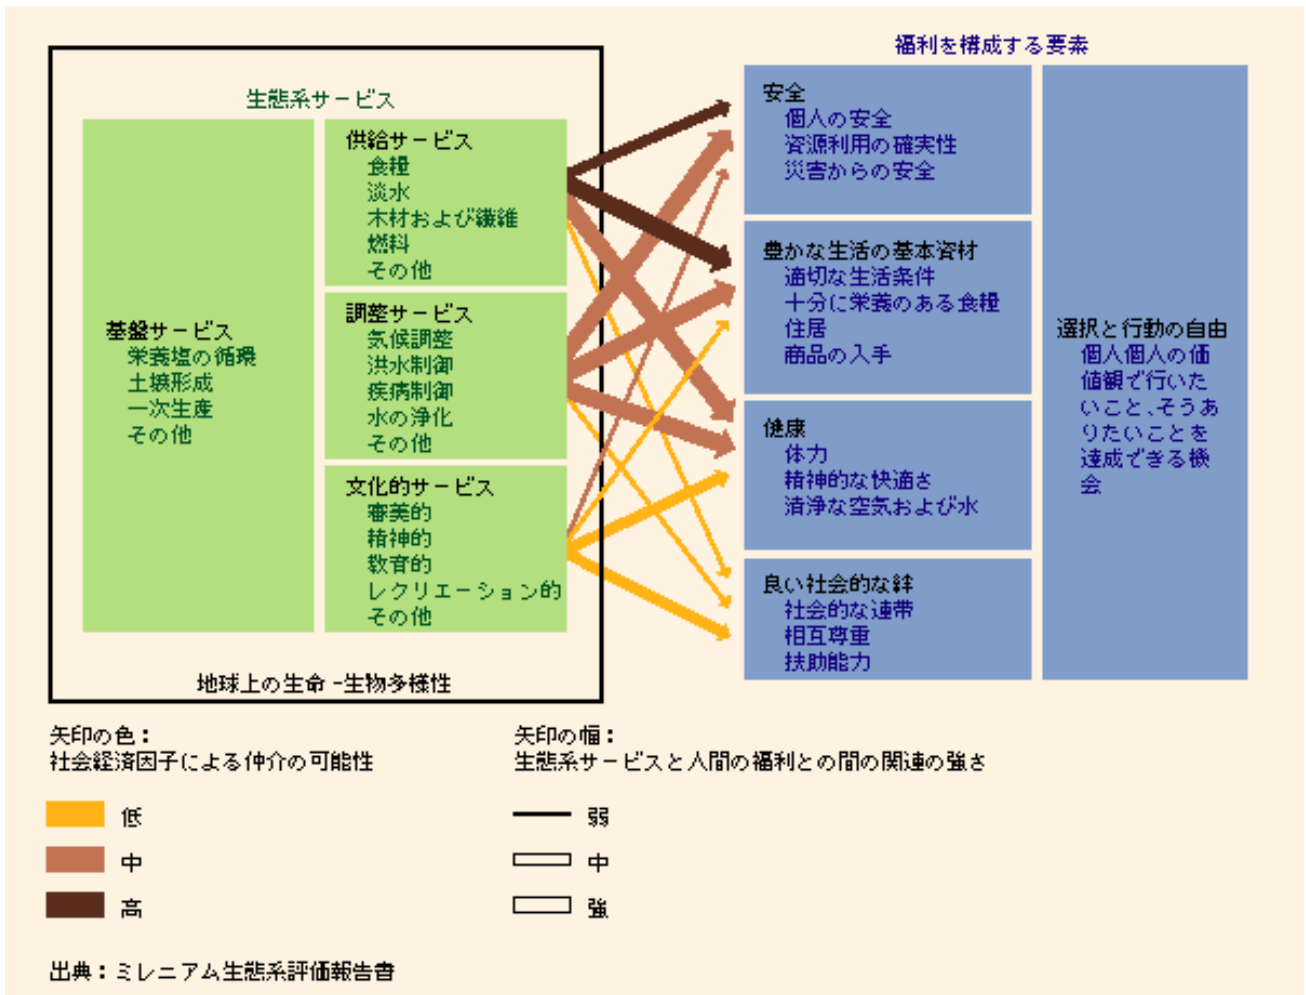 福利を構成する要素
生態系サービス
基盤サービス
栄養塩の循環
土壌形成
一次生産
その他
供給サービス
食糧
淡水
木材および繊維
燃料
その他
調整サービス
気候調整
洪水制御
疾病制御
水の浄化
その他
文化的サービス
審美的
精神的
教育的
レクリエーション的
その他
地球上の生命-生物多様性
安全
個人の安全
資源利用の確実性
災害からの安全
豊かな生活の基本資材
適切な生活条件
十分に栄養のある食糧
住居
商品の入手
健康
体力
精神的な快適さ
清浄な空気および水
良い社会的な絆
社会的な連帯
相互尊重
扶助能力
選択と行動の自由
個人個人の価
値観で行いた
いこと、そうあ
りたいことを
達成できる機
会
矢印の色：
社会経済因子による仲介の可能性
低
中
高
矢印の幅：
生態系サービスと人間の福利との間の関連の強さ
弱
中
強
出典：ミレニアム生態系評価報告書